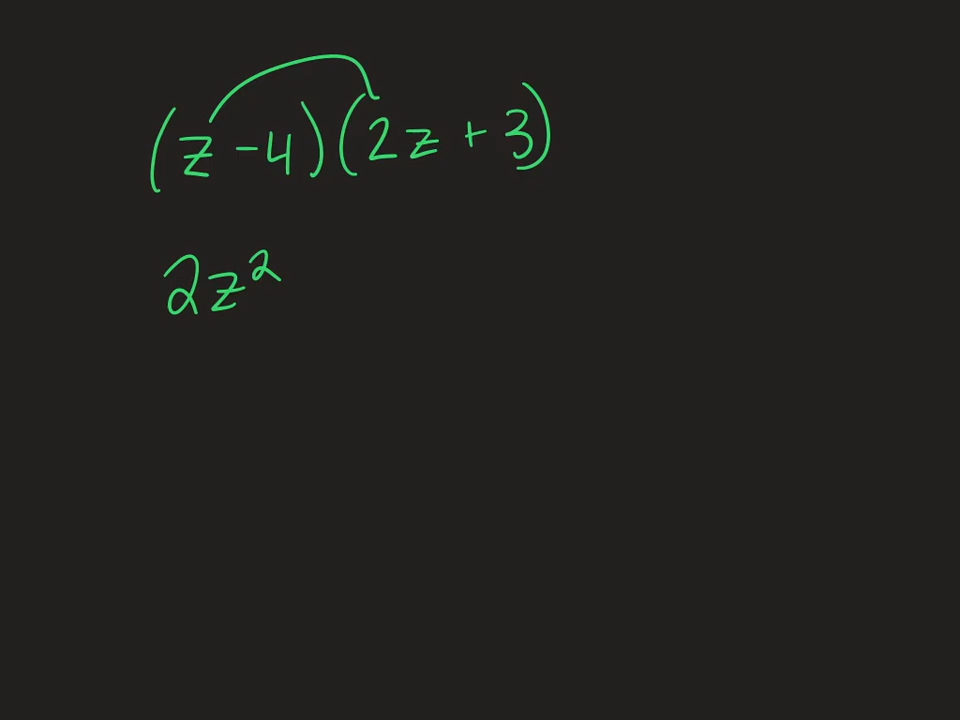 (z - 4)(2z + 3)
2z²